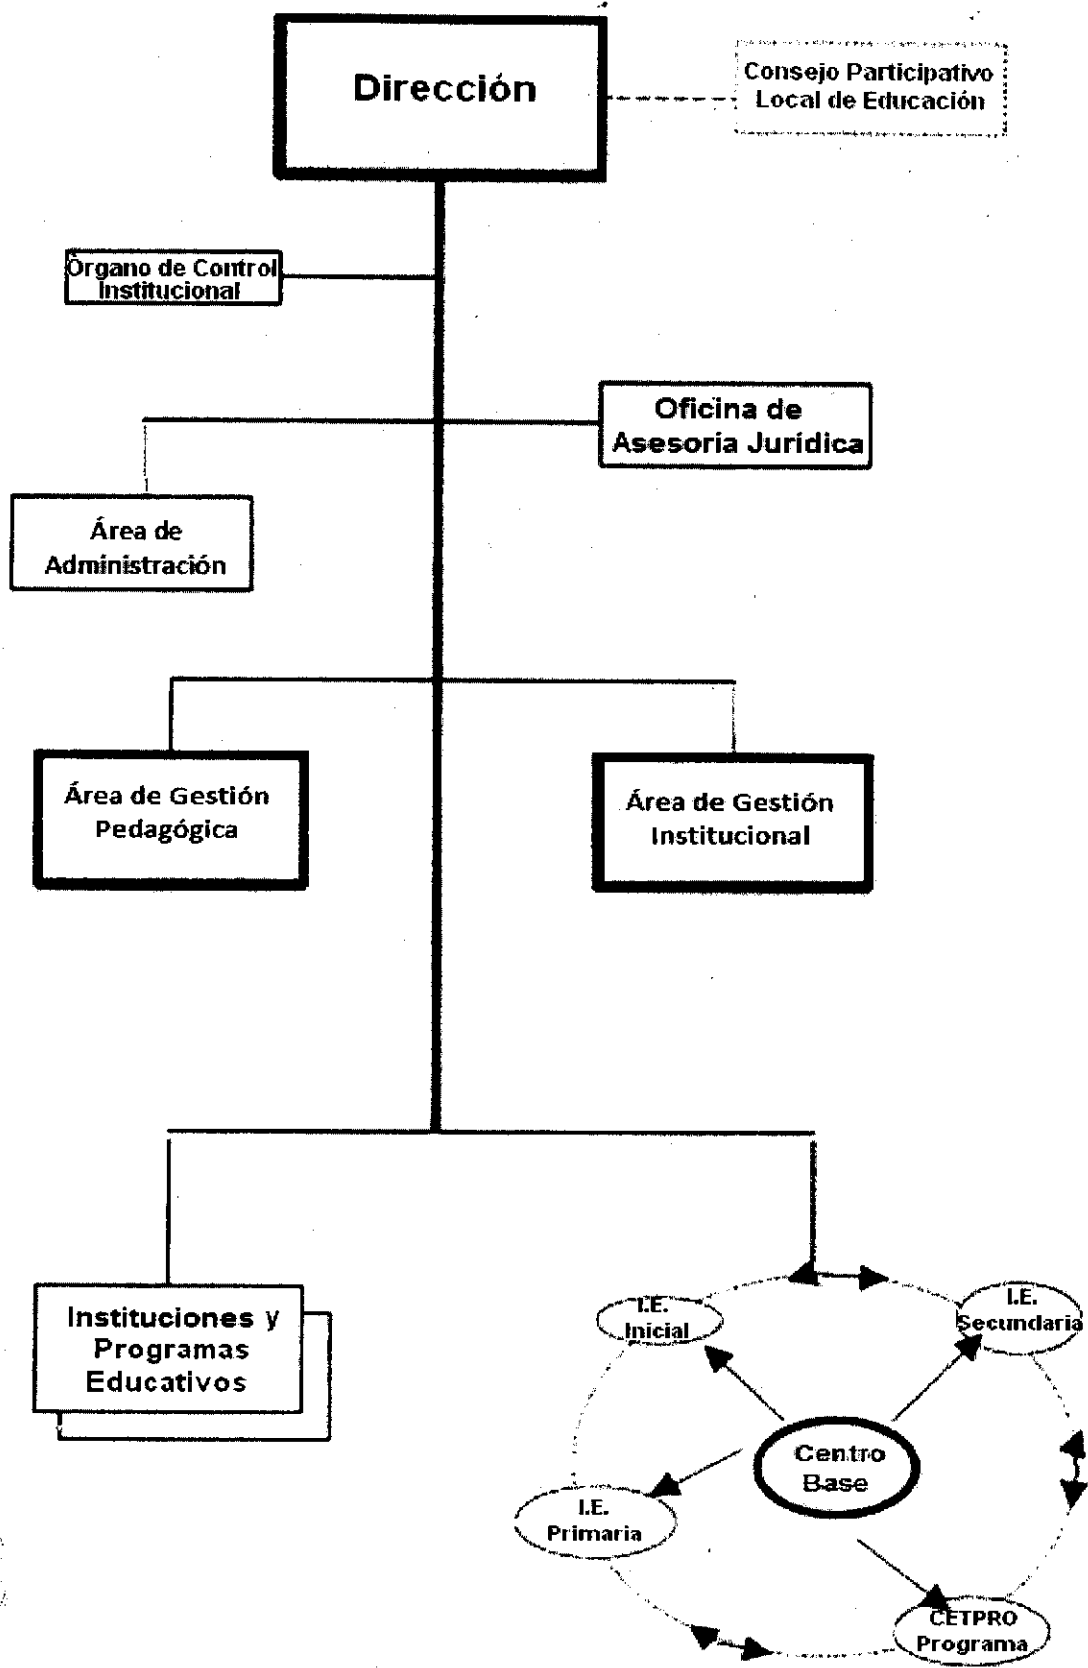 Dirección
Consejo Participativo
Local de Educación
Órgano de Control
Institucional
Oficina de
Asesoria Jurídica
Área de
Administración
Área de Gestión
Pedagógica
Área de Gestión
Institucional
Instituciones y
Programas
Educativos
I.E.
Inicial
I.E.
Secundaria
Centro
Base
I.E.
Primaria
CETPRO
Programa